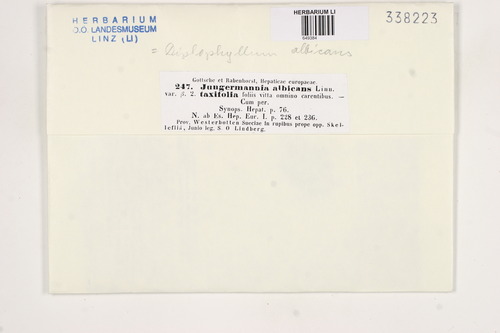 HERBARIUM
O.O. LANDESMUSEUM
LINZ (LI)
HERBARIUM LI
549384
338223
= Diplophyllum albicans
Gottsche et Rabenhorst, Hepaticae europaeae.
247. Jungermannia albicans Linn.
var. β. 2. taxifolia foliis vitta omnino carentibus. —
Cum per.
Synops. Hepat. p. 76.
N. ab Es. Hep. Eur. I. p. 228 et 236.
Prov. Westerbotten Sueciae in rupibus prope opp. Skel-
lefteå, Junio leg. S. O. Lindberg.